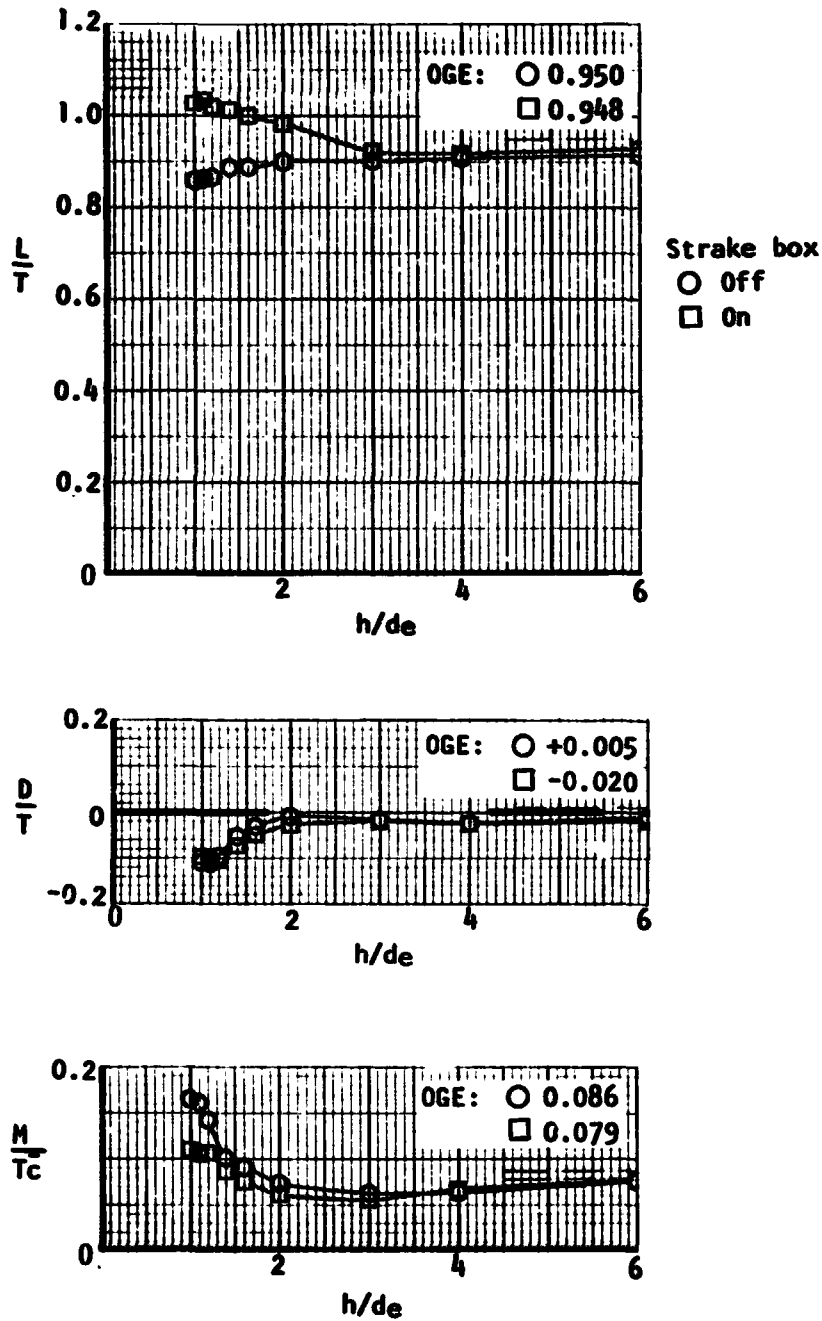 1.2
1.0
0.8
0.6
0.4
0.2
0
L
T
OGE: 0.950
0.948
2
4
6
h/de
Strake box
Off
On
0.2
0
-0.2
D
T
OGE: +0.005
-0.020
0
2
4
6
h/de
0.2
0
M
Tc̄
OGE: 0.086
0.079
2
4
6
h/de